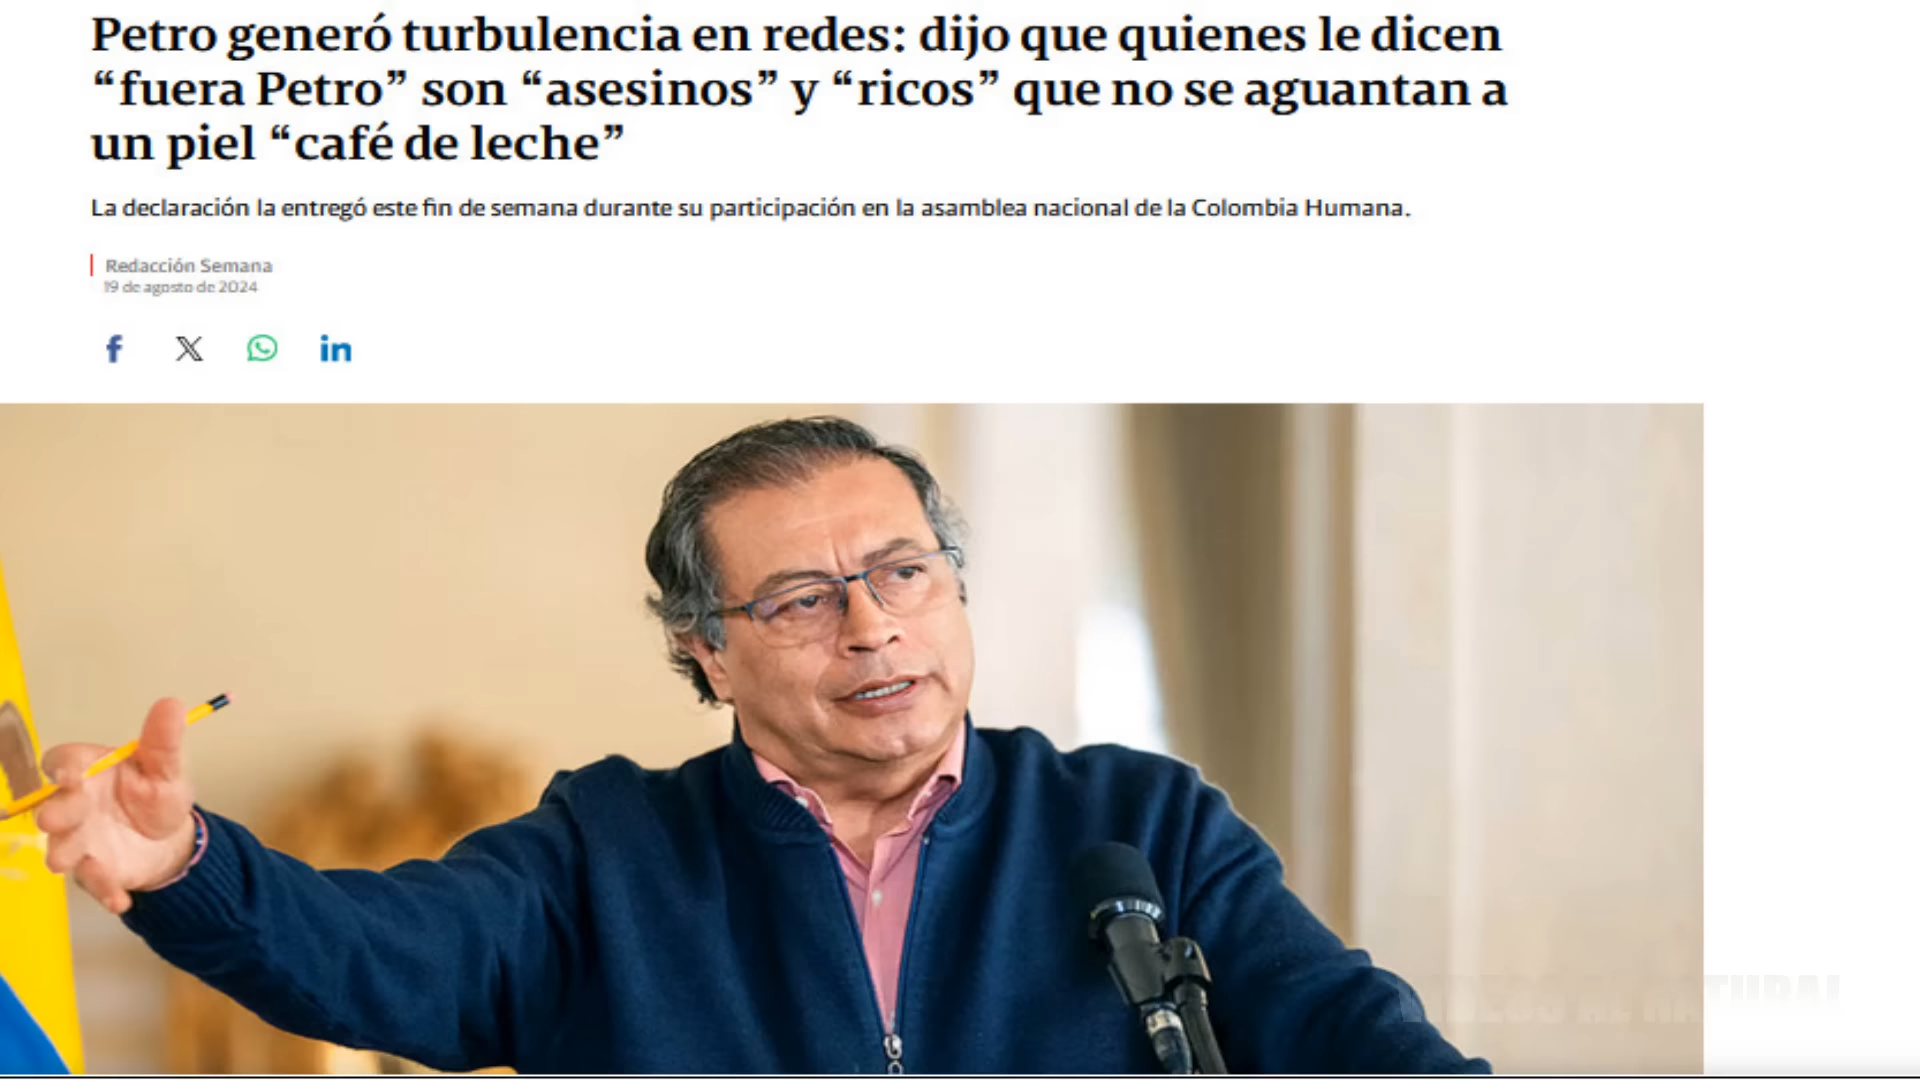 Petro generó turbulencia en redes: dijo que quienes le dicen
“fuera Petro” son “asesinos” y “ricos” que no se aguantan a
un piel “café de leche”
La declaración la entregó este fin de semana durante su participación en la asamblea nacional de la Colombia Humana.
Redacción Semana
19 de agosto de 2024